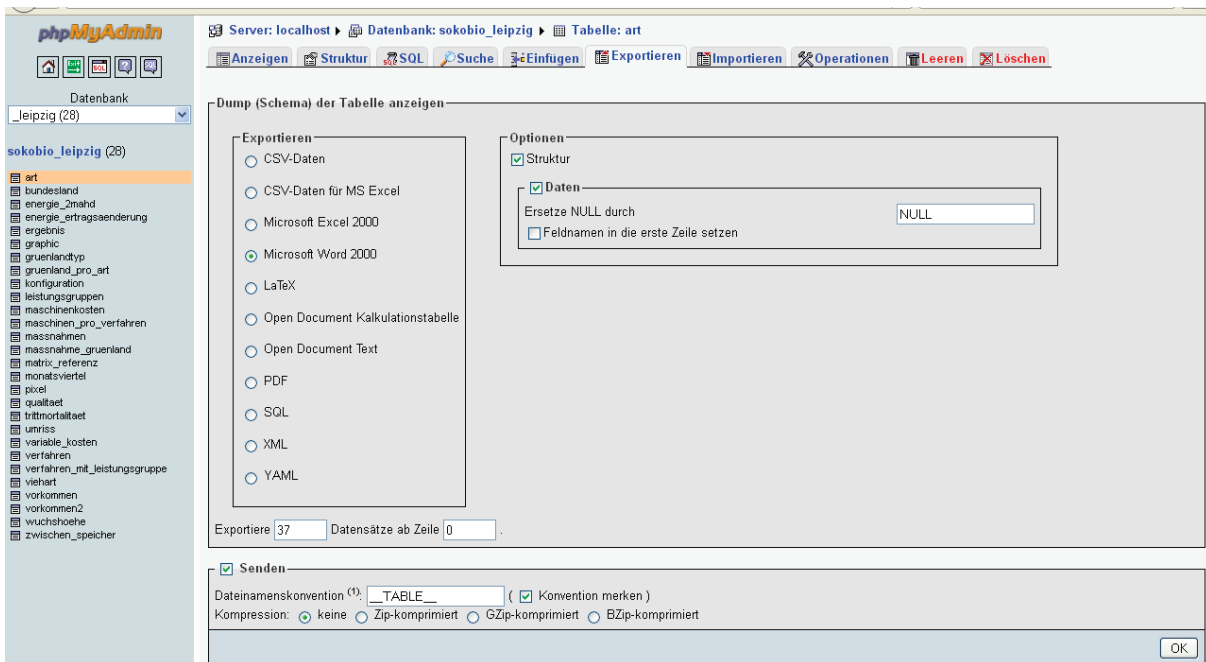 phpMyAdmin
Server: localhost Datenbank: sokobio_leipzig Tabelle: art
Anzeigen Struktur SQL Suche Einfügen Exportieren Importieren Operationen Leeren Löschen
Datenbank
_leipzig (28)
sokobio_leipzig (28)
art
bundesland
energie_2mahd
energie_ertragsaenderung
ergebnis
graphic
gruenlandtyp
gruenland_pro_art
konfiguration
leistungsgruppen
maschinenkosten
maschinen_pro_verfahren
massnahmen
massnahme_gruenland
matrix_referenz
monatsviertel
pixel
qualitaet
trittmortalitaet
umriss
variable_kosten
verfahren
verfahren_mit_leistungsgruppe
viehart
vorkommen
vorkommen2
wuchshoehe
zwischen_speicher
Dump (Schema) der Tabelle anzeigen
Exportieren
CSV-Daten
CSV-Daten für MS Excel
Microsoft Excel 2000
Microsoft Word 2000
LaTeX
Open Document Kalkulationstabelle
Open Document Text
PDF
SQL
XML
YAML
Optionen
Struktur
Daten
Ersetze NULL durch NULL
Feldnamen in die erste Zeile setzen
Exportiere 37 Datensätze ab Zeile 0 .
Senden
Dateinamenskonvention (1): __TABLE__ ( Konvention merken )
Kompression: keine Zip-komprimiert GZip-komprimiert BZip-komprimiert
OK